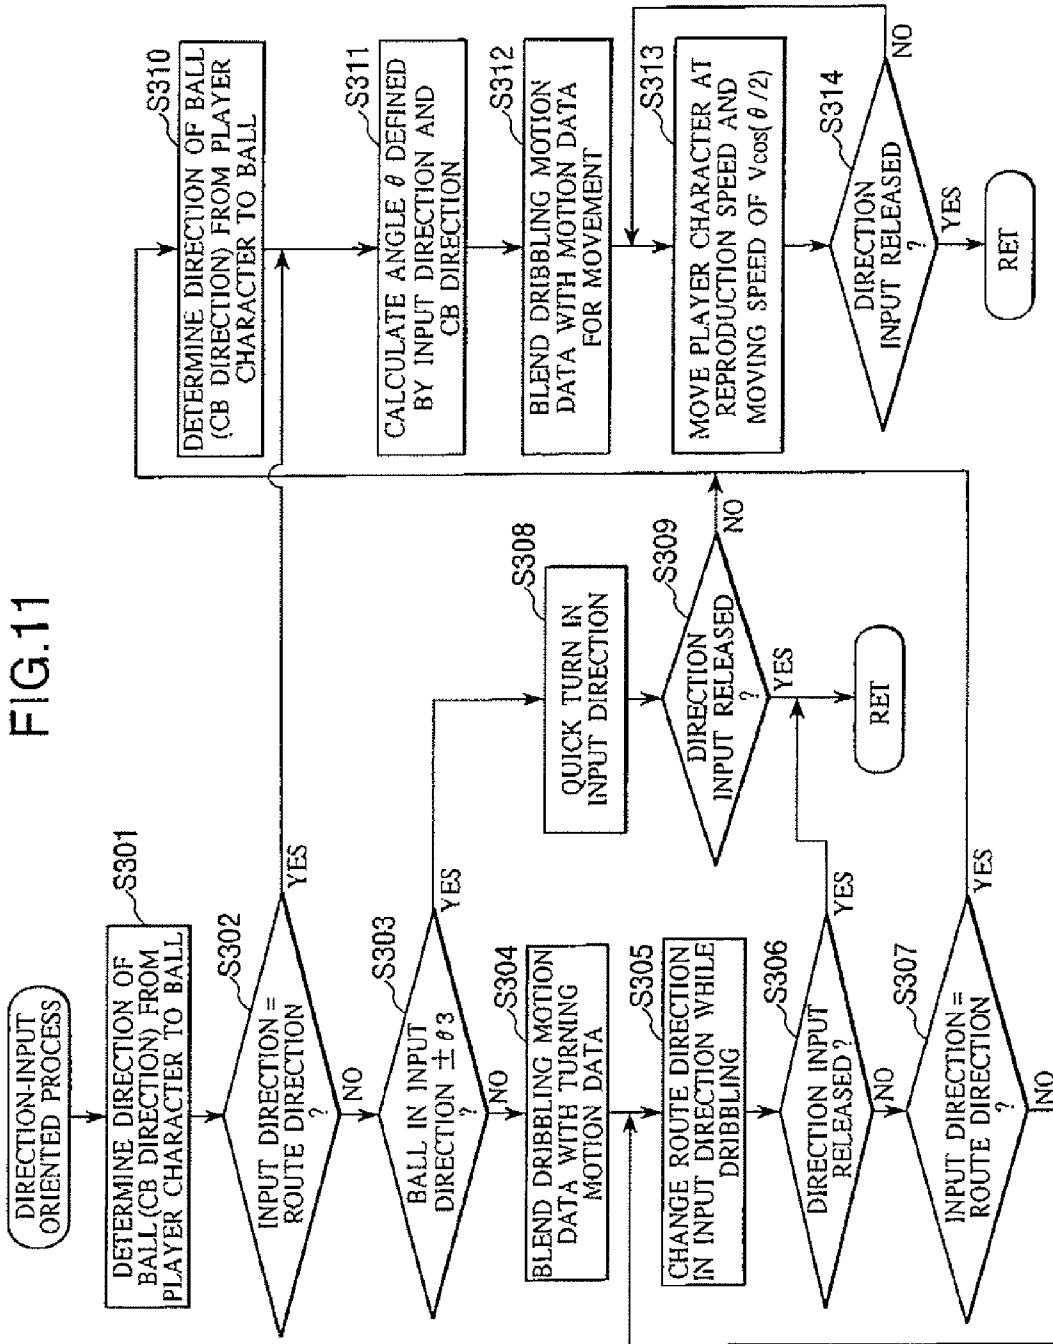 FIG.11
DIRECTION-INPUT
ORIENTED PROCESS
S301
DETERMINE DIRECTION OF
BALL (CB DIRECTION) FROM
PLAYER CHARACTER TO BALL
S302
INPUT DIRECTION=
ROUTE DIRECTION
?
YES
NO
S303
BALL IN INPUT
DIRECTION ± θ3
?
YES
NO
S304
BLEND DRIBBLING MOTION
DATA WITH TURNING
MOTION DATA
S305
CHANGE ROUTE DIRECTION
IN INPUT DIRECTION WHILE
DRIBBLING
S306
DIRECTION INPUT
RELEASED?
YES
NO
S307
INPUT DIRECTION=
ROUTE DIRECTION
?
YES
NO
S308
QUICK TURN IN
INPUT DIRECTION
S309
DIRECTION
INPUT RELEASED
?
NO
YES
RET
S310
DETERMINE DIRECTION OF BALL
(CB DIRECTION) FROM PLAYER
CHARACTER TO BALL
S311
CALCULATE ANGLE θ DEFINED
BY INPUT DIRECTION AND
CB DIRECTION
S312
BLEND DRIBBLING MOTION
DATA WITH MOTION DATA
FOR MOVEMENT
S313
MOVE PLAYER CHARACTER AT
REPRODUCTION SPEED AND
MOVING SPEED OF Vcos(θ/2)
S314
DIRECTION
INPUT RELEASED
?
NO
YES
RET